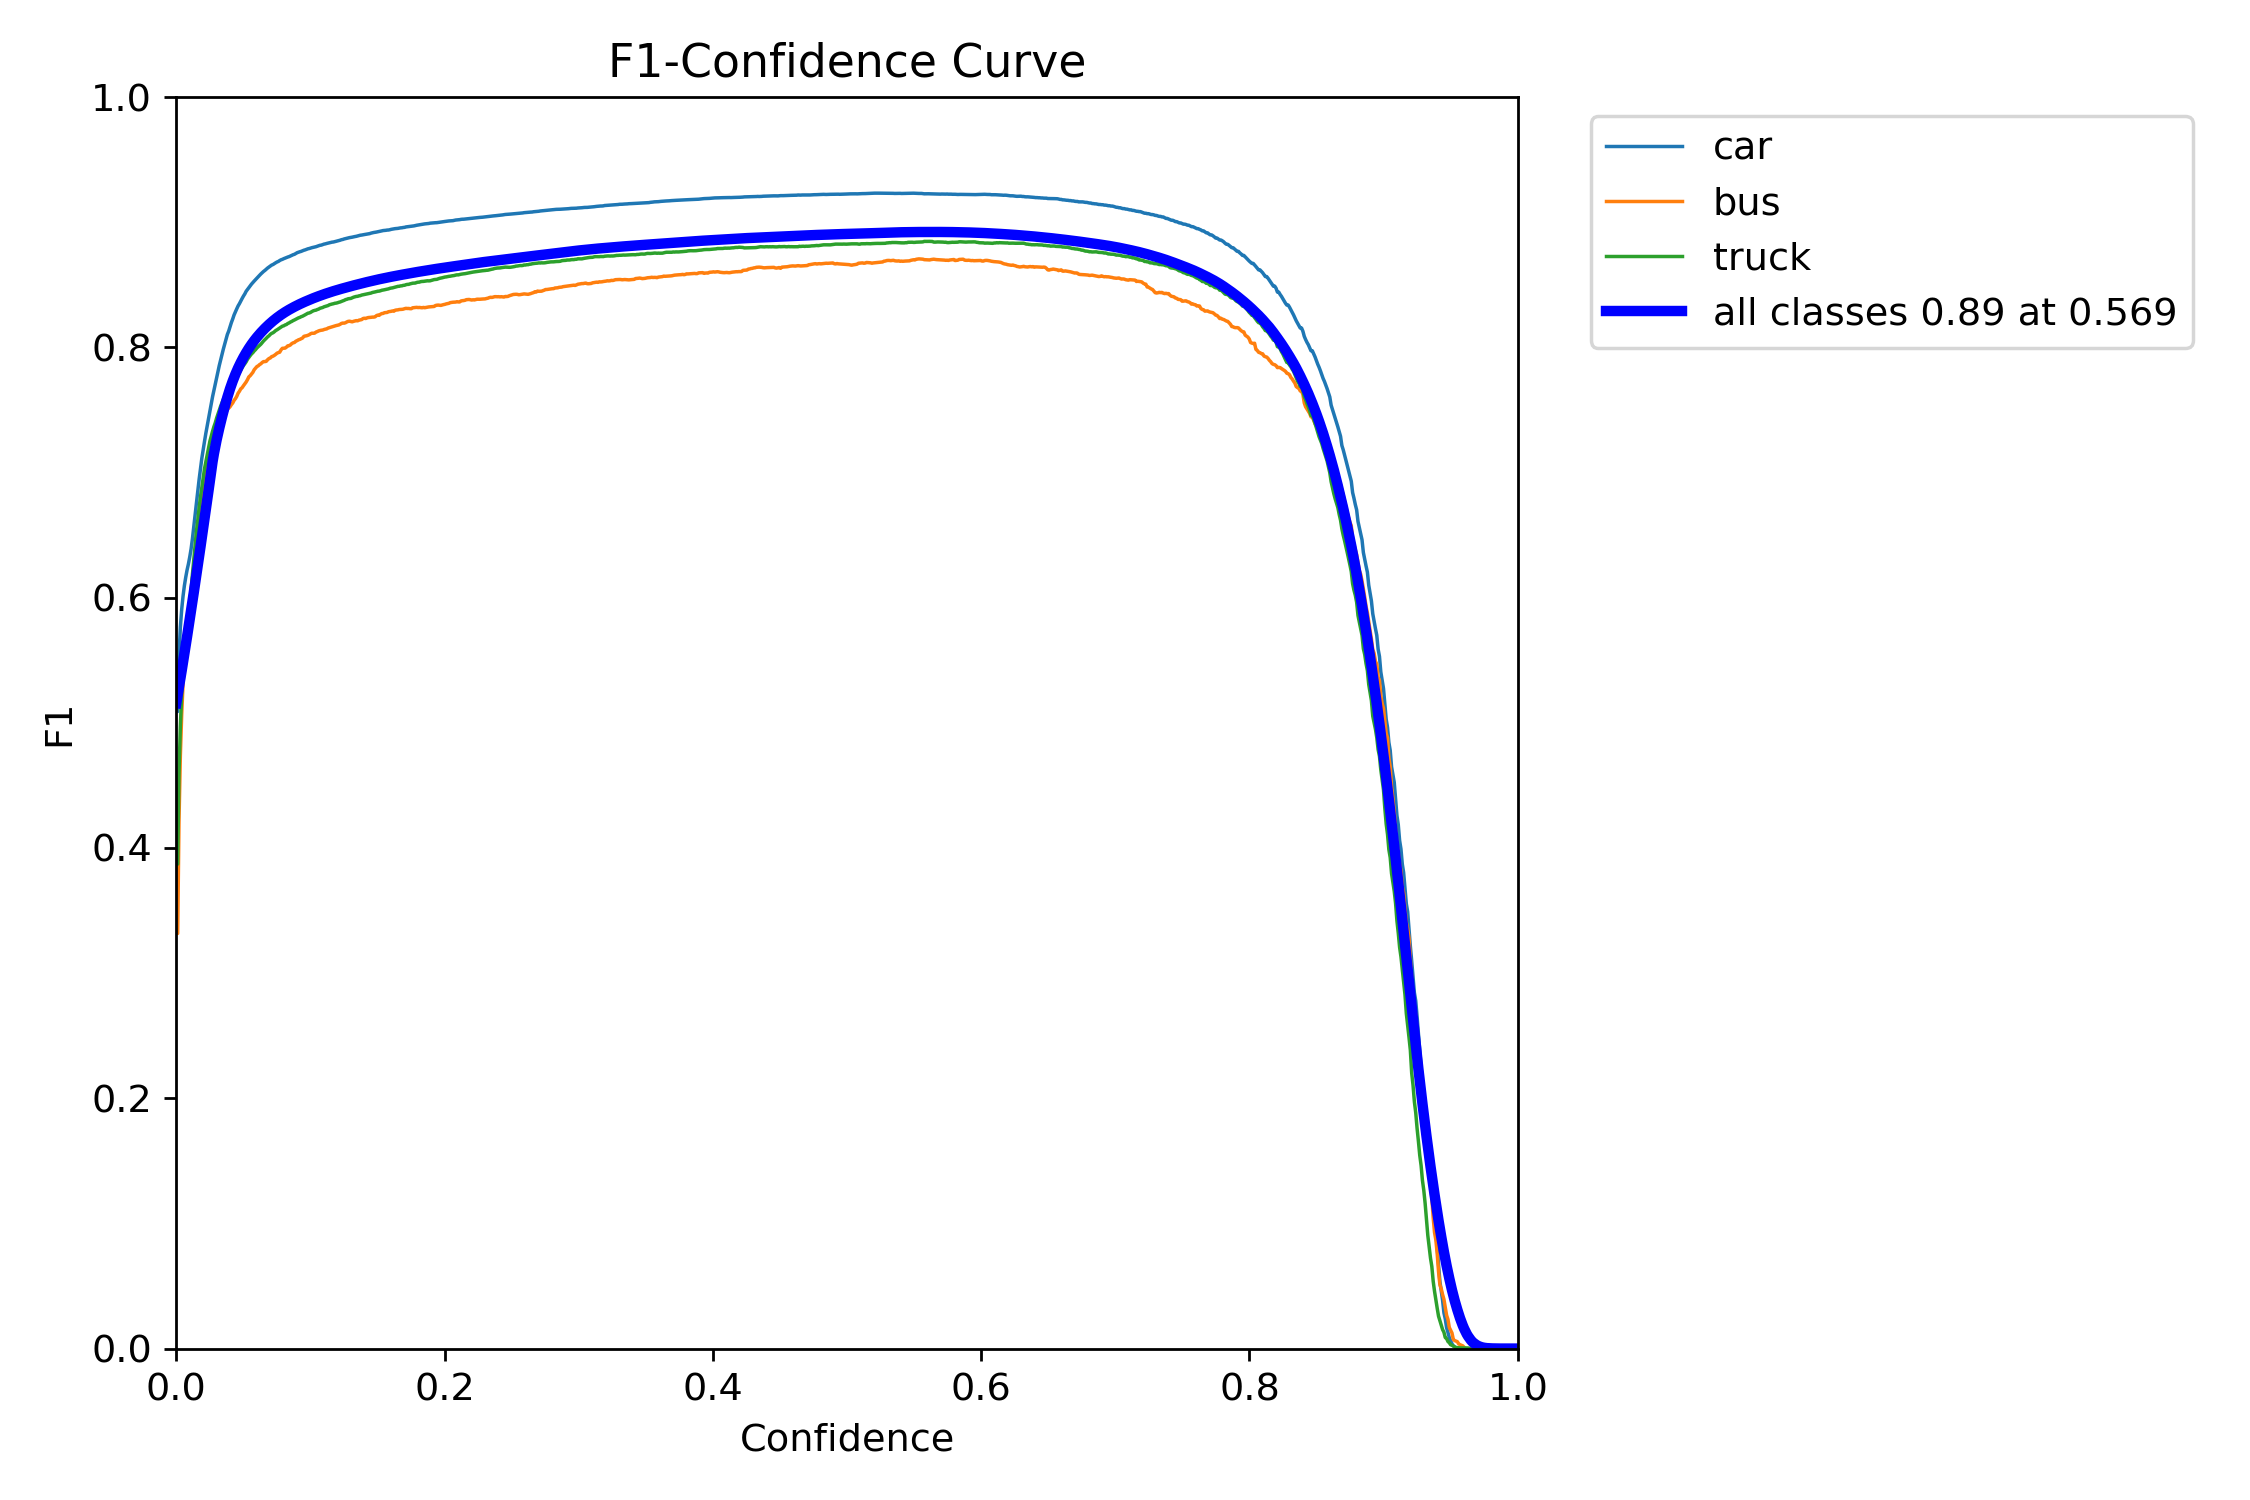 F1-Confidence Curve
1.0
0.8
0.6
0.4
0.2
0.0
F1
0.0 0.2 0.4 0.6 0.8 1.0
Confidence
car
bus
truck
all classes 0.89 at 0.569